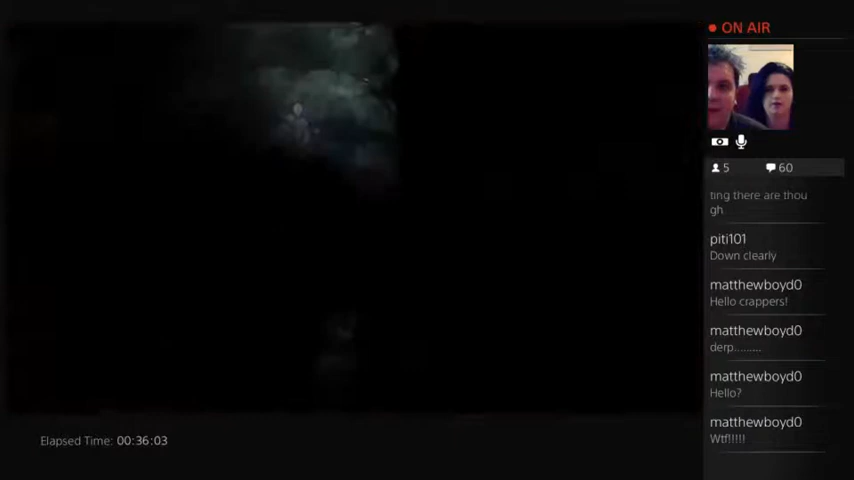 ON AIR
5 60
ting there are thou
gh
piti101
Down clearly
matthewboyd0
Hello crappers!
matthewboyd0
derp.........
matthewboyd0
Hello?
matthewboyd0
Wtf!!!!!
Elapsed Time: 00:36:03